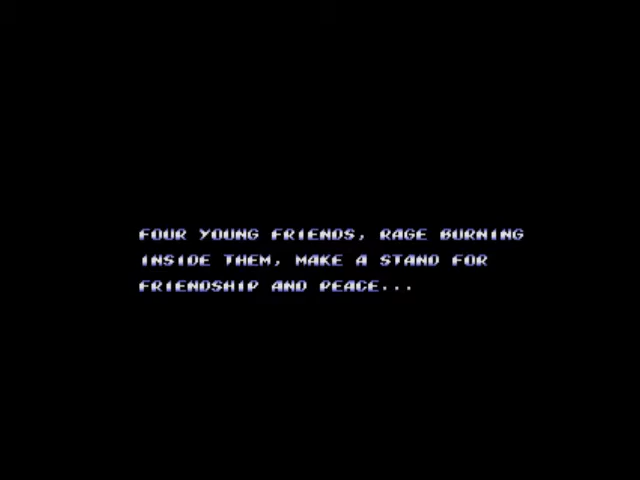 FOUR YOUNG FRIENDS, RAGE BURNING
INSIDE THEM, MAKE A STAND FOR
FRIENDSHIP AND PEACE...